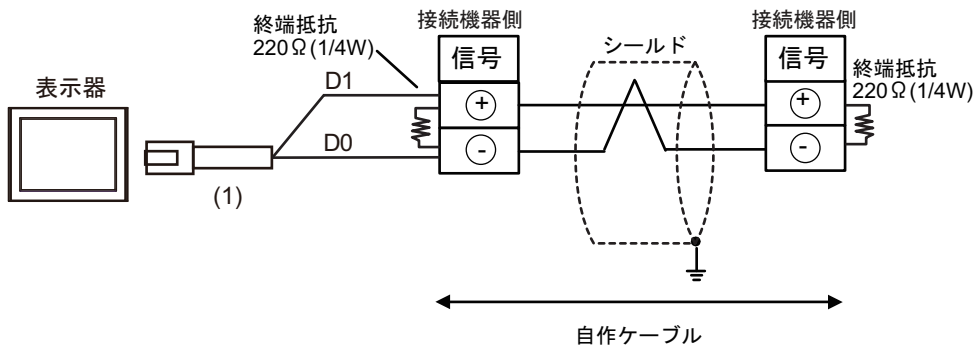 表示器
(1)
D1
D0
終端抵抗
220Ω(1/4W)
接続機器側
信号
+
-
シールド
接続機器側
信号
+
-
終端抵抗
220Ω(1/4W)
自作ケーブル